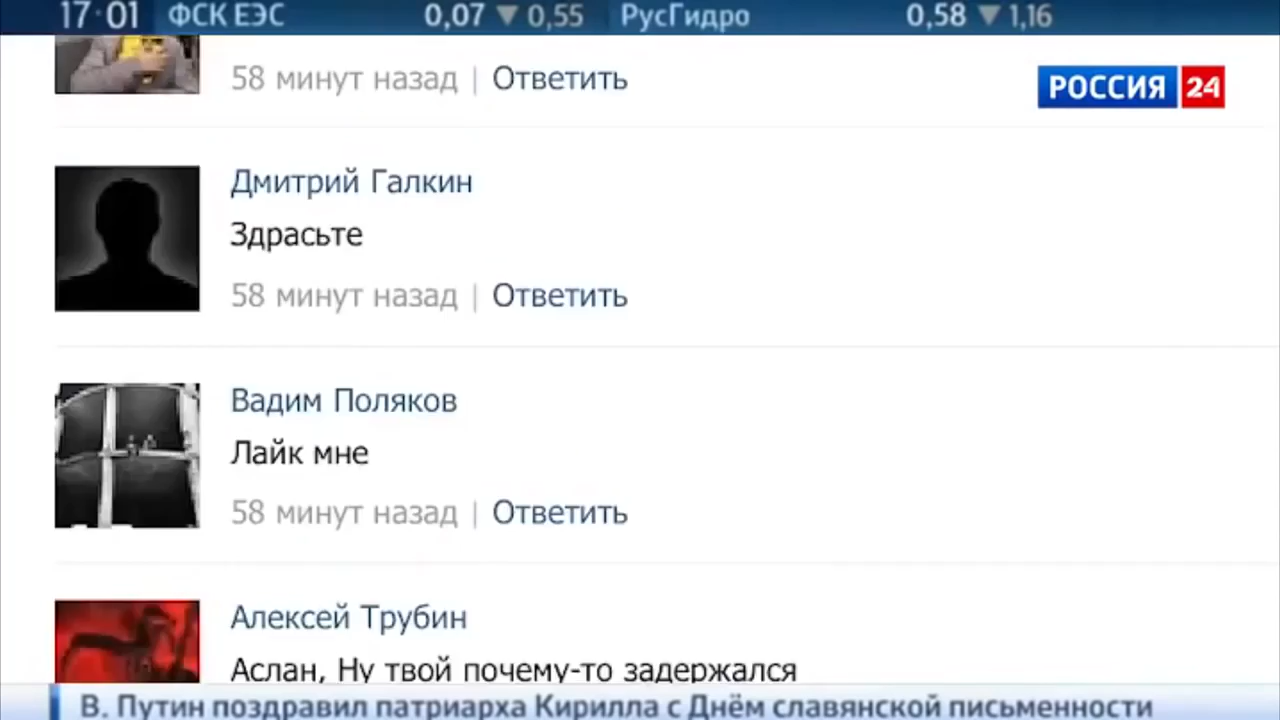 17:01 ФСК ЕЭС 0,07 ▼ 0,55 РусГидро 0,58 ▼ 1,16
58 минут назад | Ответить
РОССИЯ 24
Дмитрий Галкин
Здрасьте
58 минут назад | Ответить
Вадим Поляков
Лайк мне
58 минут назад | Ответить
Алексей Трубин
Аслан, Ну твой почему-то задержался
В. Путин поздравил патриарха Кирилла с Днём славянской письменности